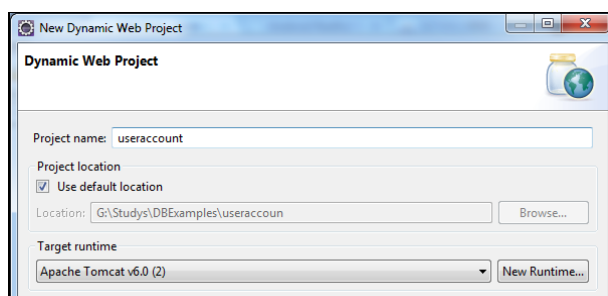 New Dynamic Web Project
Dynamic Web Project
Project name: useraccount
Project location
Use default location
Location: G:\Studys\DBExamples\useraccoun Browse...
Target runtime
Apache Tomcat v6.0 (2) New Runtime...